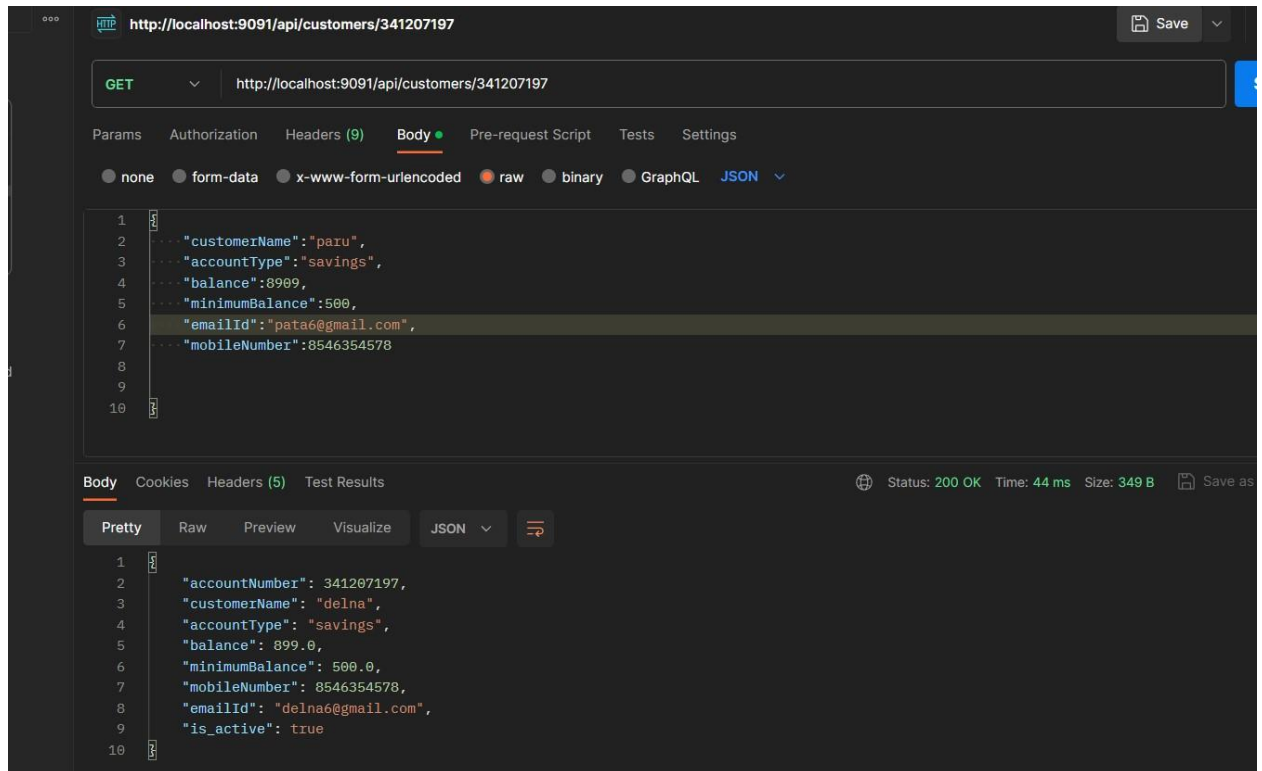 HTTP http://localhost:9091/api/customers/341207197 Save
GET http://localhost:9091/api/customers/341207197
Params Authorization Headers (9) Body Pre-request Script Tests Settings
none form-data x-www-form-urlencoded raw binary GraphQL JSON
1 {
2 "customerName":"paru",
3 "accountType":"savings",
4 "balance":8909,
5 "minimumBalance":500,
6 "emailId":"pata6@gmail.com",
7 "mobileNumber":8546354578
8
9
10 }
Body Cookies Headers (5) Test Results Status: 200 OK Time: 44 ms Size: 349 B Save as
Pretty Raw Preview Visualize JSON
1 {
2 "accountNumber": 341207197,
3 "customerName": "delna",
4 "accountType": "savings",
5 "balance": 899.0,
6 "minimumBalance": 500.0,
7 "mobileNumber": 8546354578,
8 "emailId": "delna6@gmail.com",
9 "is_active": true
10 }